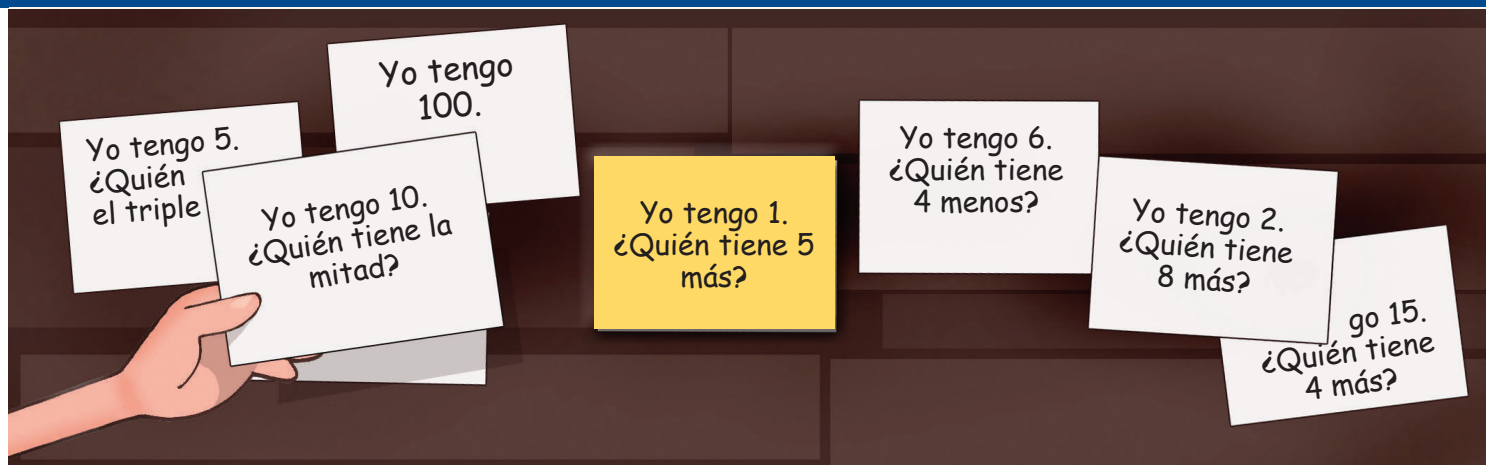 Yo tengo 5.
¿Quién
el triple
Yo tengo
100.
Yo tengo 10.
¿Quién tiene la
mitad?
Yo tengo 1.
¿Quién tiene 5
más?
Yo tengo 6.
¿Quién tiene
4 menos?
Yo tengo 2.
¿Quién tiene
8 más?
go 15.
¿Quién tiene
4 más?